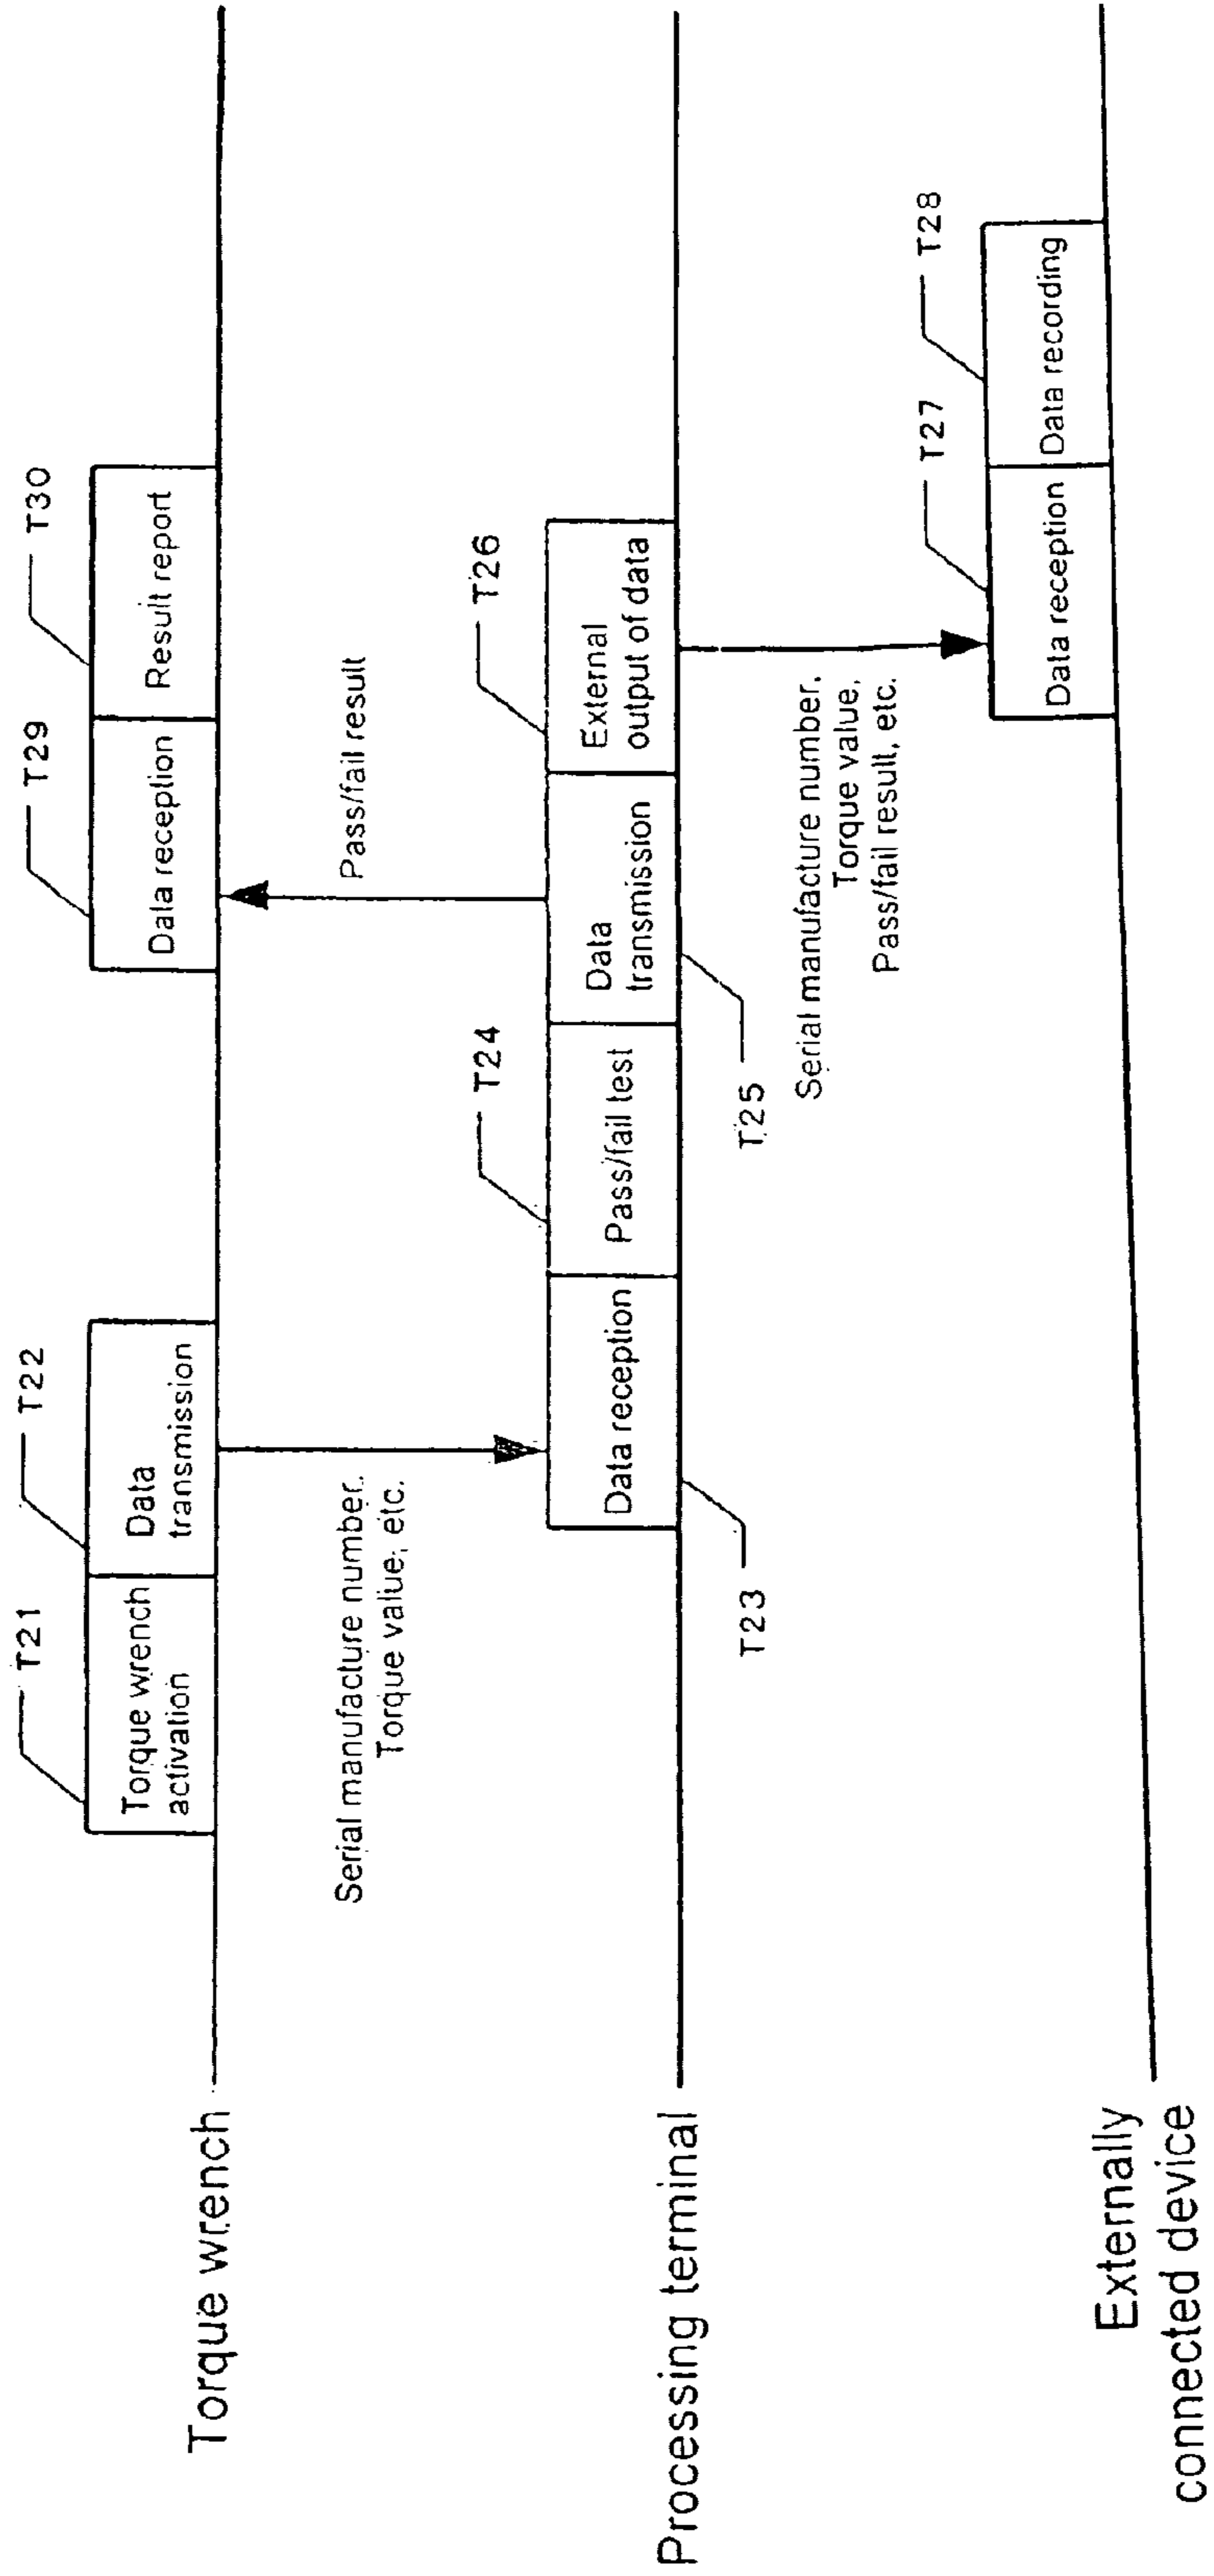 Torque wrench
T21
Torque wrench
activation
T22
Data
transmission
T29
Data reception
T30
Result report
Serial manufacture number,
Torque value, etc.
Pass/fail result
Processing terminal
T23
Data reception
T24
Pass/fail test
T25
Data
transmission
T26
External
output of data
Serial manufacture number,
Torque value,
Pass/fail result, etc.
Externally
connected device
T27
Data reception
T28
Data recording